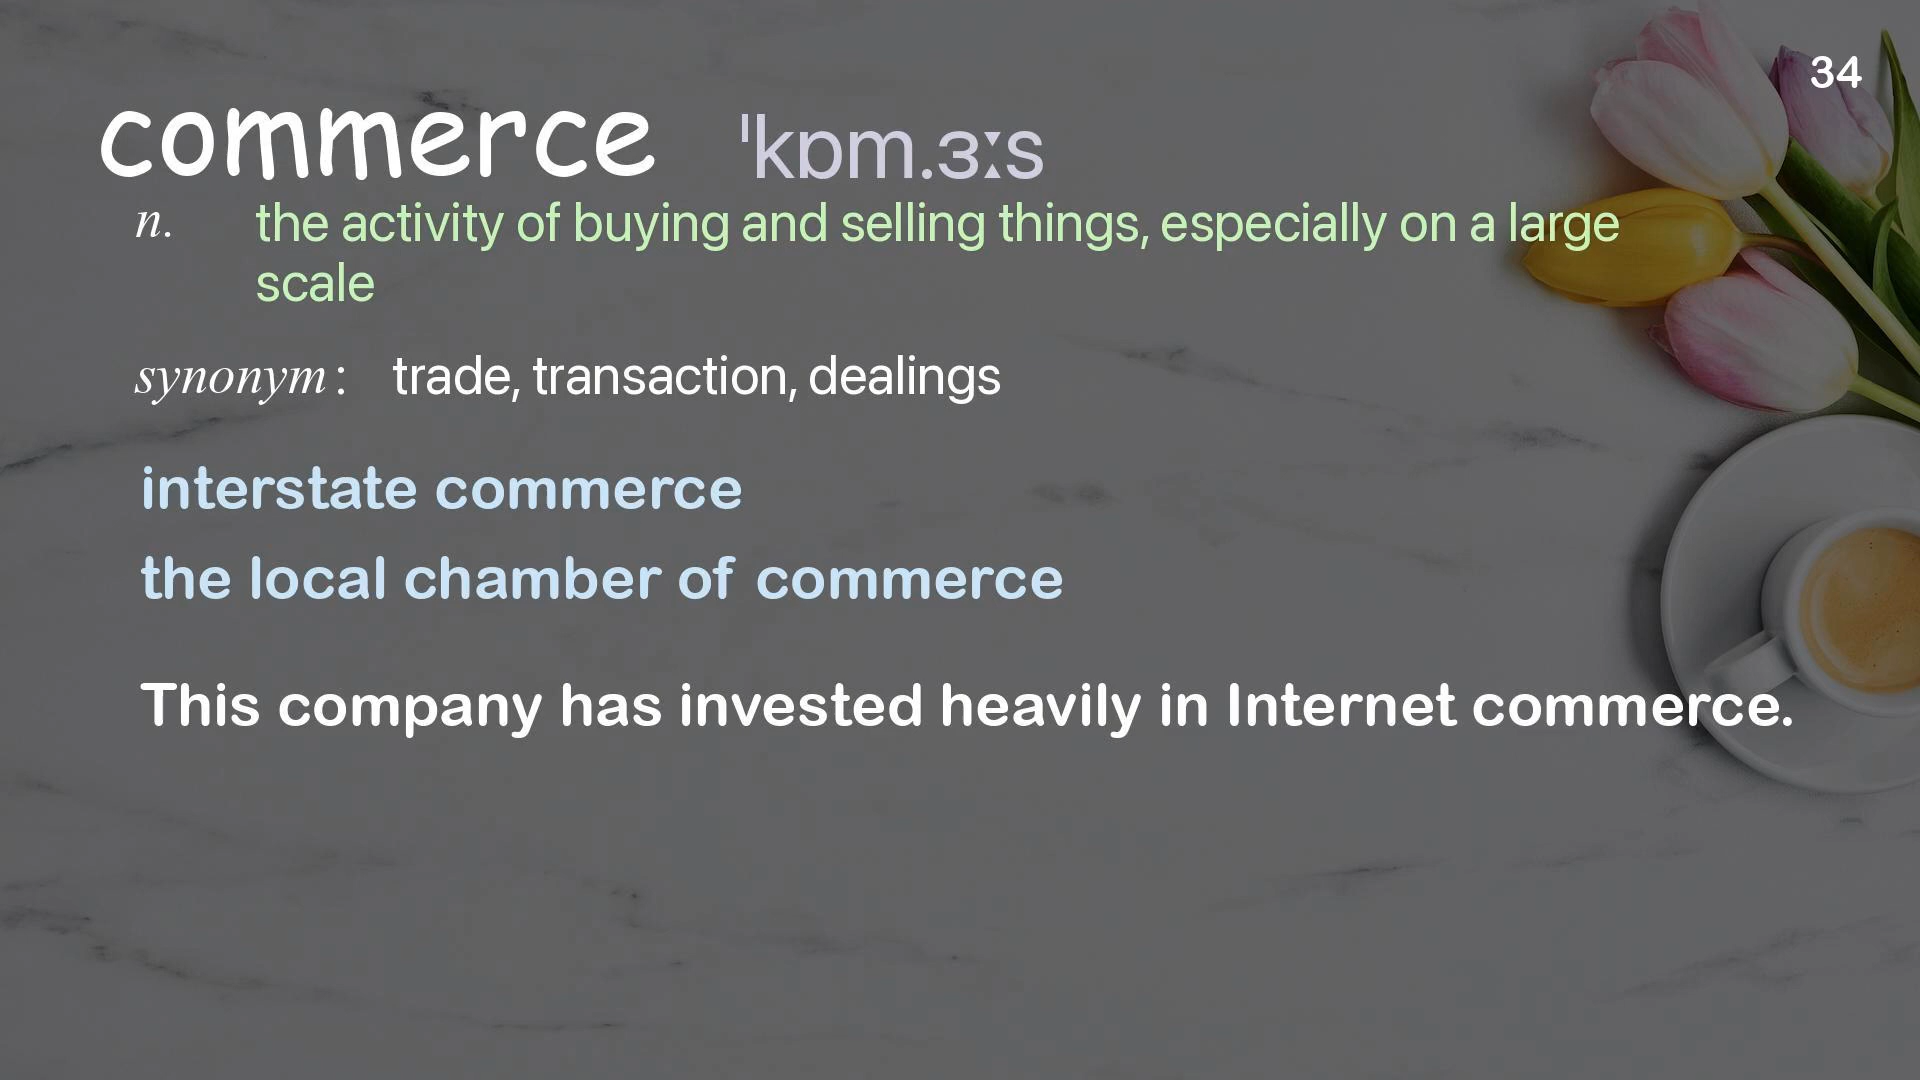 34
commerce ˈkɒm.ɜːs
n. the activity of buying and selling things, especially on a large
scale
synonym: trade, transaction, dealings
interstate commerce
the local chamber of commerce
This company has invested heavily in Internet commerce.